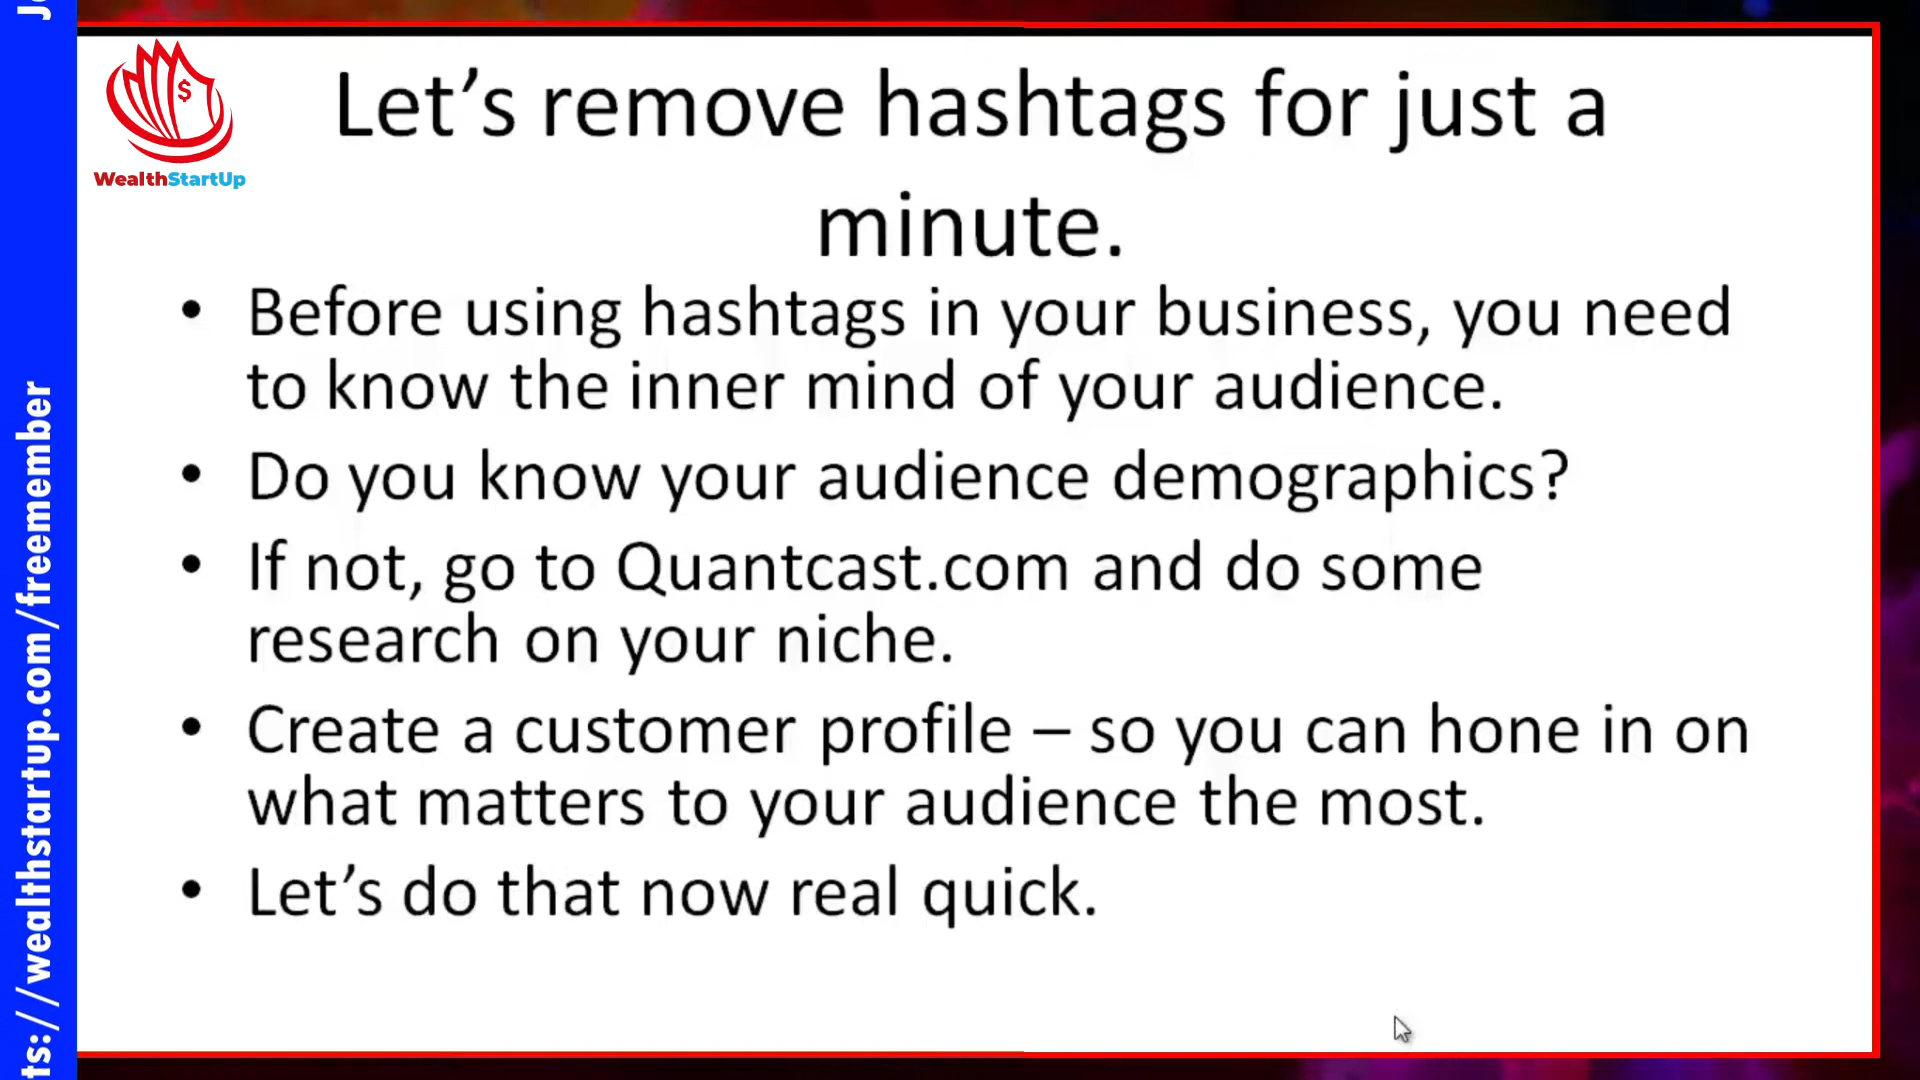 Let’s remove hashtags for just a
minute.
$
WealthStartUp
• Before using hashtags in your business, you need
to know the inner mind of your audience.
• Do you know your audience demographics?
• If not, go to Quantcast.com and do some
research on your niche.
• Create a customer profile – so you can hone in on
what matters to your audience the most.
• Let’s do that now real quick.
ts://wealthstartup.com/freemember